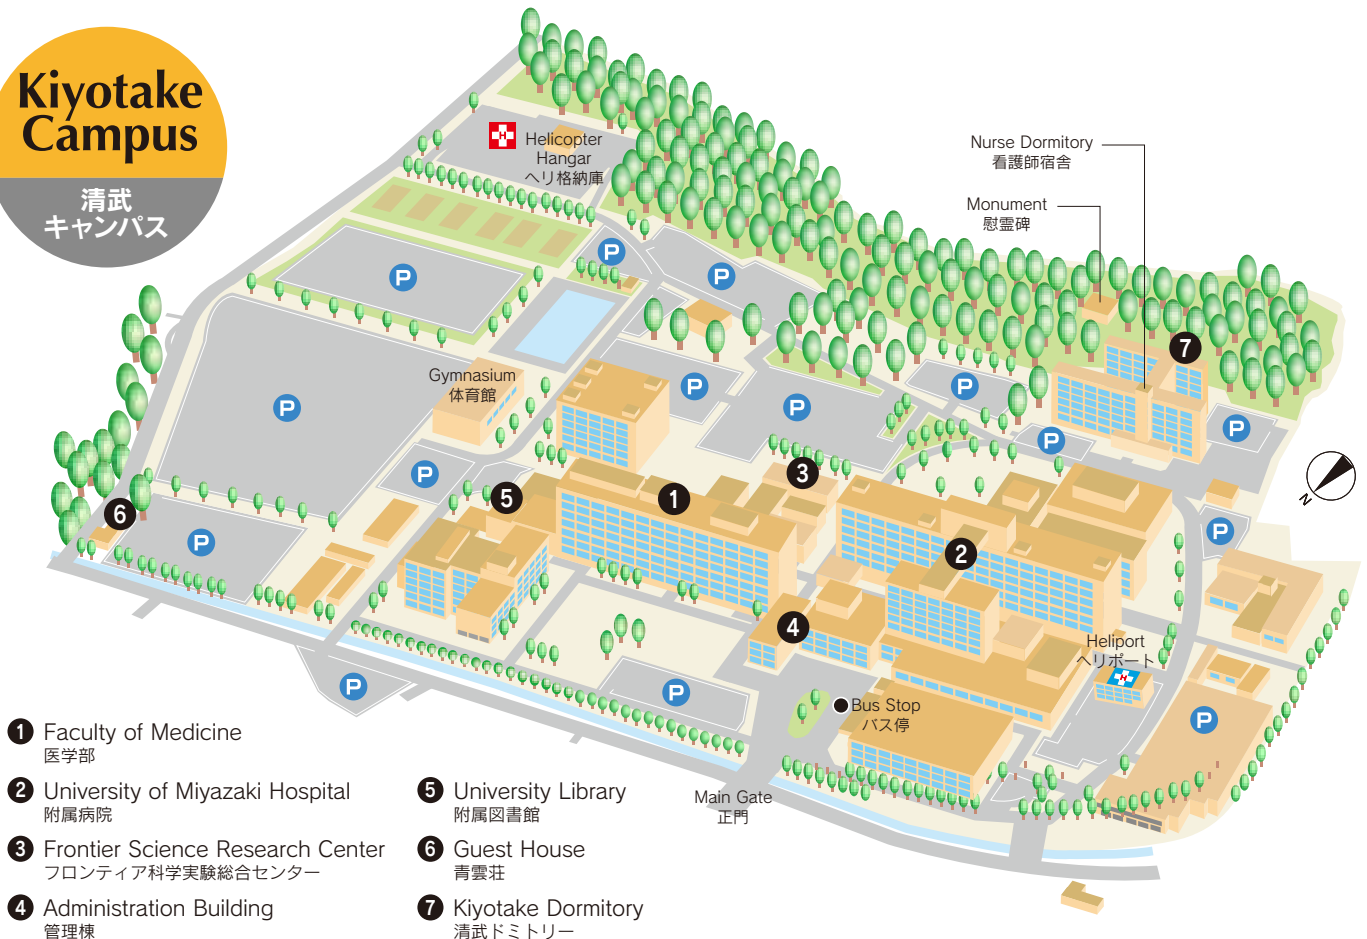 Kiyotake
Campus
清武
キャンパス
H
Helicopter
Hangar
ヘリ格納庫
Nurse Dormitory
看護師宿舎
Monument
慰霊碑
P
P
P
7
Gymnasium
体育館
P
P
P
P
P
P
P
3
5
1
6
P
2
P
N
4
Heliport
ヘリポート
H
P
P
Bus Stop
バス停
P
Main Gate
正門
1 Faculty of Medicine
医学部
2 University of Miyazaki Hospital
附属病院
3 Frontier Science Research Center
フロンティア科学実験総合センター
4 Administration Building
管理棟
5 University Library
附属図書館
6 Guest House
青雲荘
7 Kiyotake Dormitory
清武ドミトリー